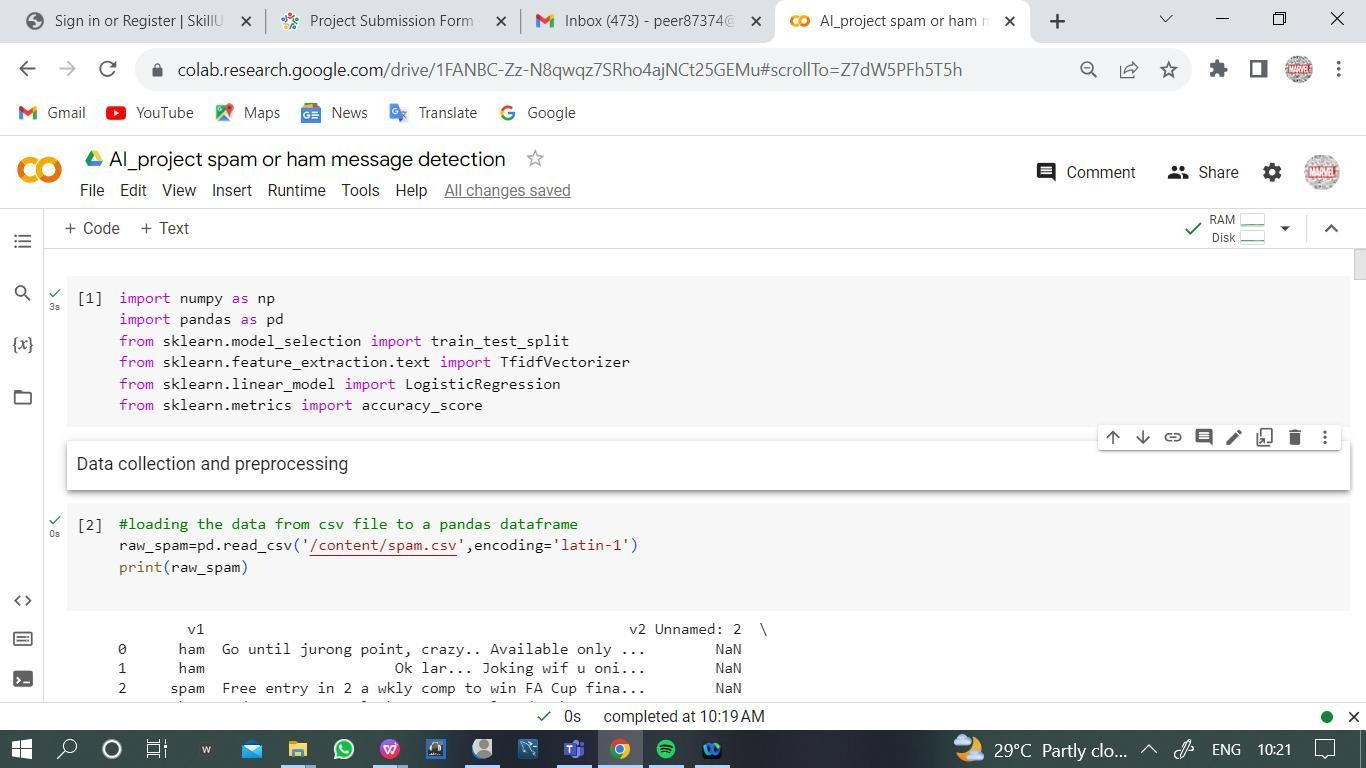 Sign in or Register | SkillU
Project Submission Form
Inbox (473) - peer87374@
AI_project spam or ham m
colab.research.google.com/drive/1FANBC-Zz-N8qwqz7SRho4ajNCt25GEMu#scrollTo=Z7dW5PFh5T5h
Gmail YouTube Maps News Translate Google
AI_project spam or ham message detection
File Edit View Insert Runtime Tools Help All changes saved
Comment Share
MARVEL
+ Code + Text
RAM
Disk
3s
[1] import numpy as np
import pandas as pd
from sklearn.model_selection import train_test_split
from sklearn.feature_extraction.text import TfidfVectorizer
from sklearn.linear_model import LogisticRegression
from sklearn.metrics import accuracy_score
Data collection and preprocessing
0s
[2] #loading the data from csv file to a pandas dataframe
raw_spam=pd.read_csv('/content/spam.csv',encoding='latin-1')
print(raw_spam)
v1 v2 Unnamed: 2 \
0 ham Go until jurong point, crazy.. Available only ... NaN
1 ham Ok lar... Joking wif u oni... NaN
2 spam Free entry in 2 a wkly comp to win FA Cup fina... NaN
0s completed at 10:19 AM
29°C Partly clo... ENG 10:21